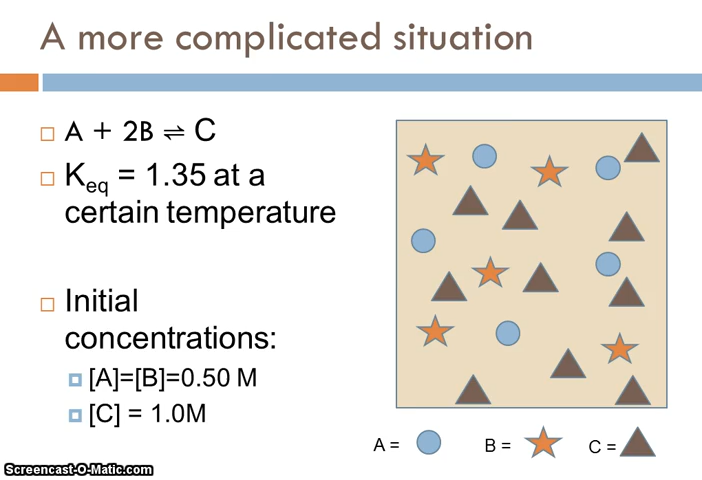 A more complicated situation
A + 2B ⇌ C
Keq = 1.35 at a
certain temperature
Initial
concentrations:
[A]=[B]=0.50 M
[C] = 1.0M
A = B = C =
Screencast-O-Matic.com